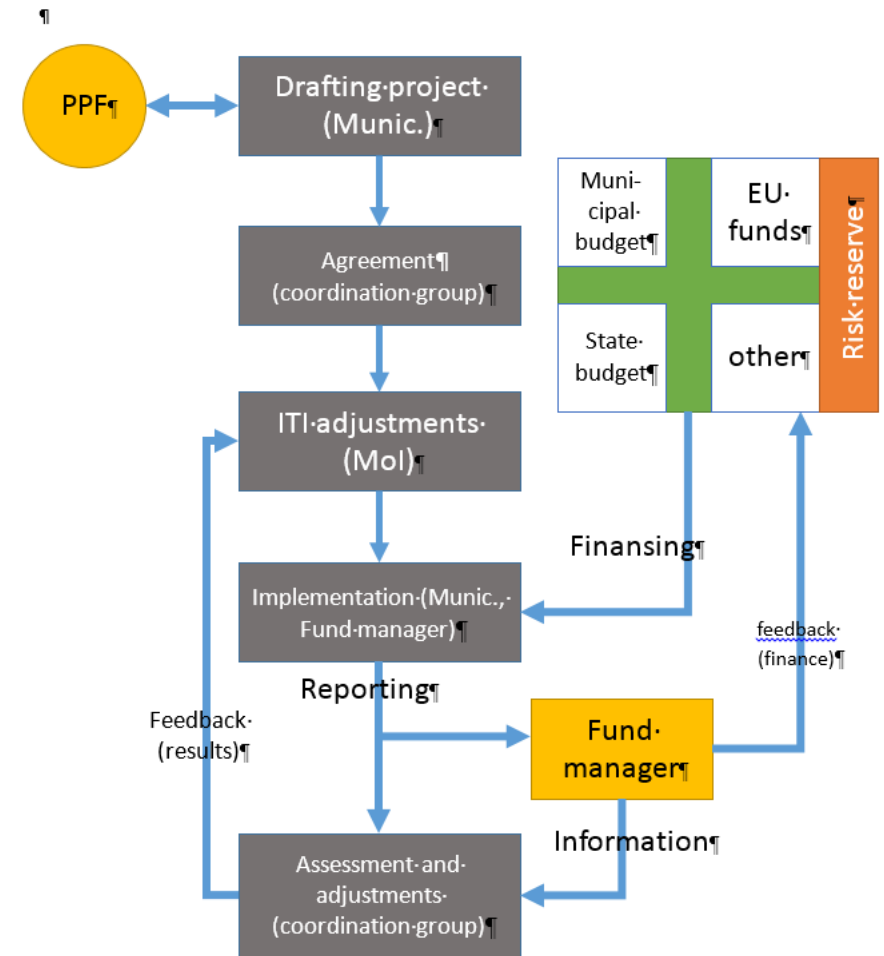 ¶
PPF¶
Drafting·project·
(Munic.)¶
Agreement¶
(coordination·group)¶
ITI·adjustments·
(MoI)¶
Implementation·(Munic.,·
Fund·manager)¶
Reporting¶
Feedback·
(results)¶
Assessment·and·
adjustments·
(coordination·group)¶
Muni-
cipal·
budget¶
EU·
funds¶
State·
budget¶
other¶
Risk·reserve¶
Finansing¶
feedback·
(finance)¶
Fund·
manager¶
Information¶